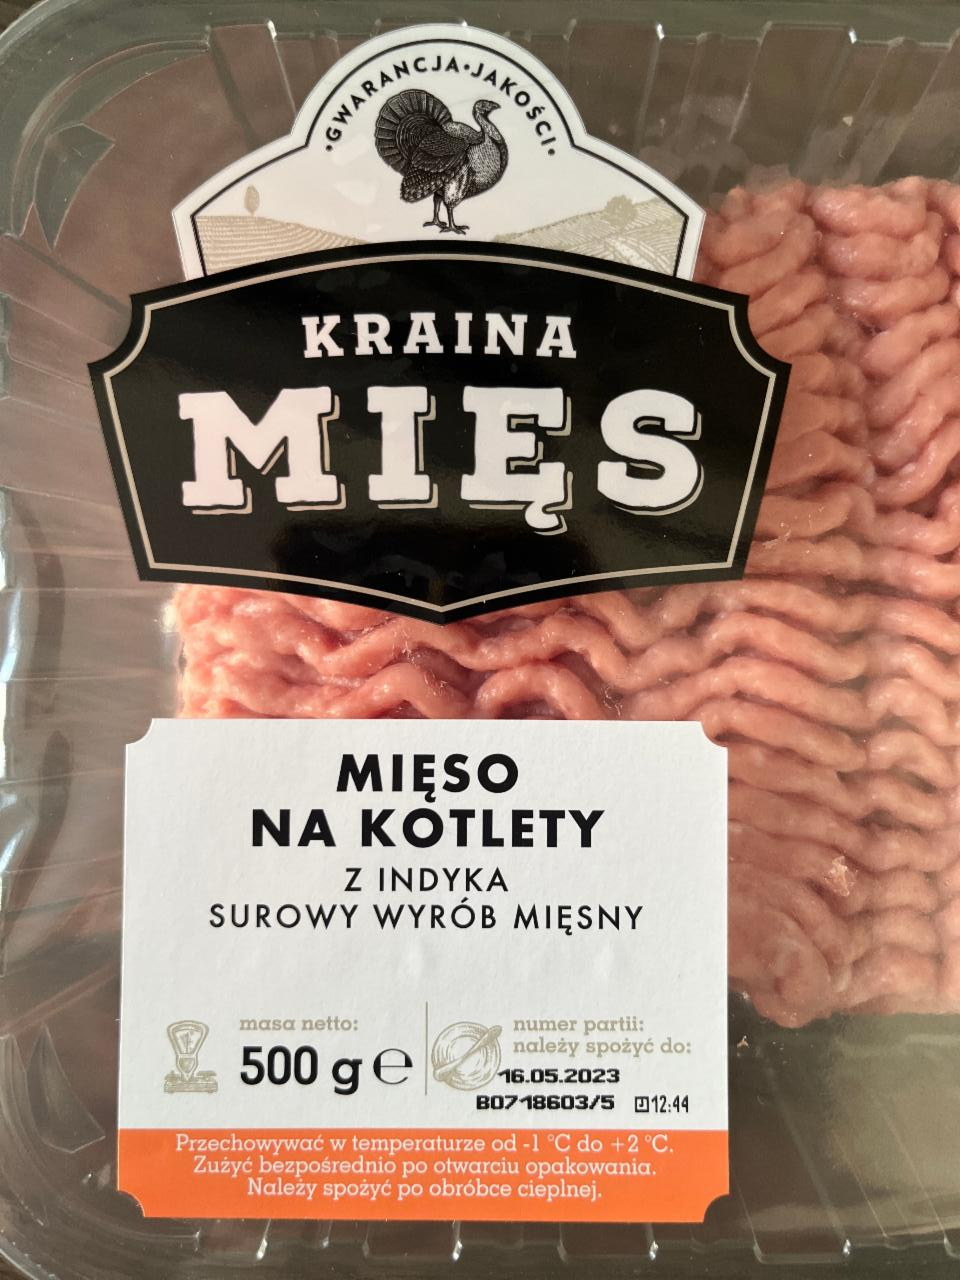 ·GWARANCJA·JAKOŚCI·
KRAINA
MIĘS
MIĘSO
NA KOTLETY
Z INDYKA
SUROWY WYRÓB MIĘSNY
masa netto:
500 g ℮
numer partii:
należy spożyć do:
16.05.2023
B0718603/5 12:44
Przechowywać w temperaturze od -1 °C do +2 °C.
Zużyć bezpośrednio po otwarciu opakowania.
Należy spożyć po obróbce cieplnej.